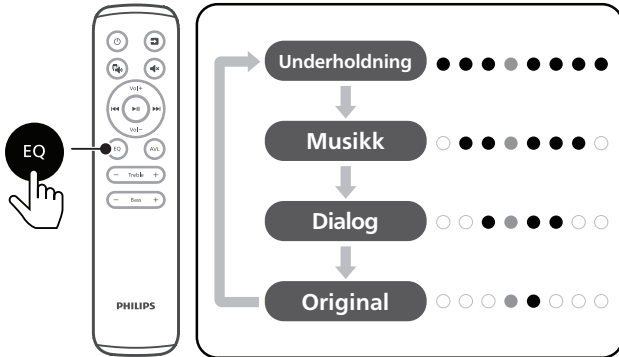 Vol+
Vol–
EQ
EQ
AVL
– Treble +
– Bass +
PHILIPS
Underholdning
Musikk
Dialog
Original